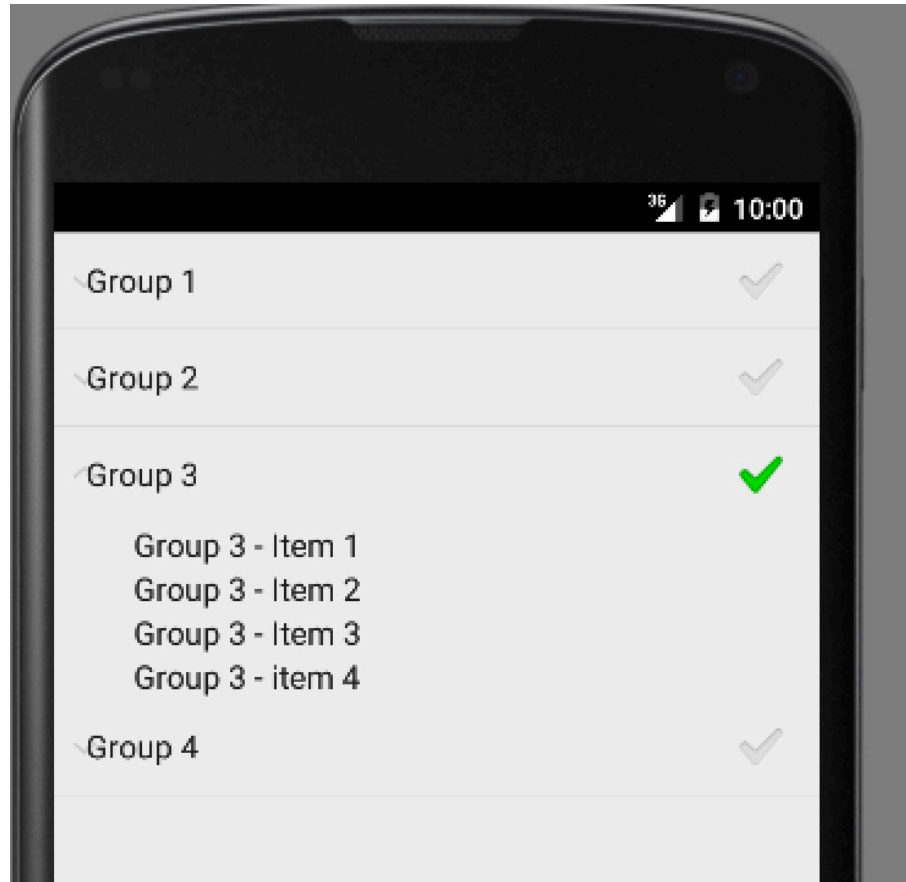 3G 10:00
Group 1
Group 2
Group 3
Group 3 - Item 1
Group 3 - Item 2
Group 3 - Item 3
Group 3 - item 4
Group 4